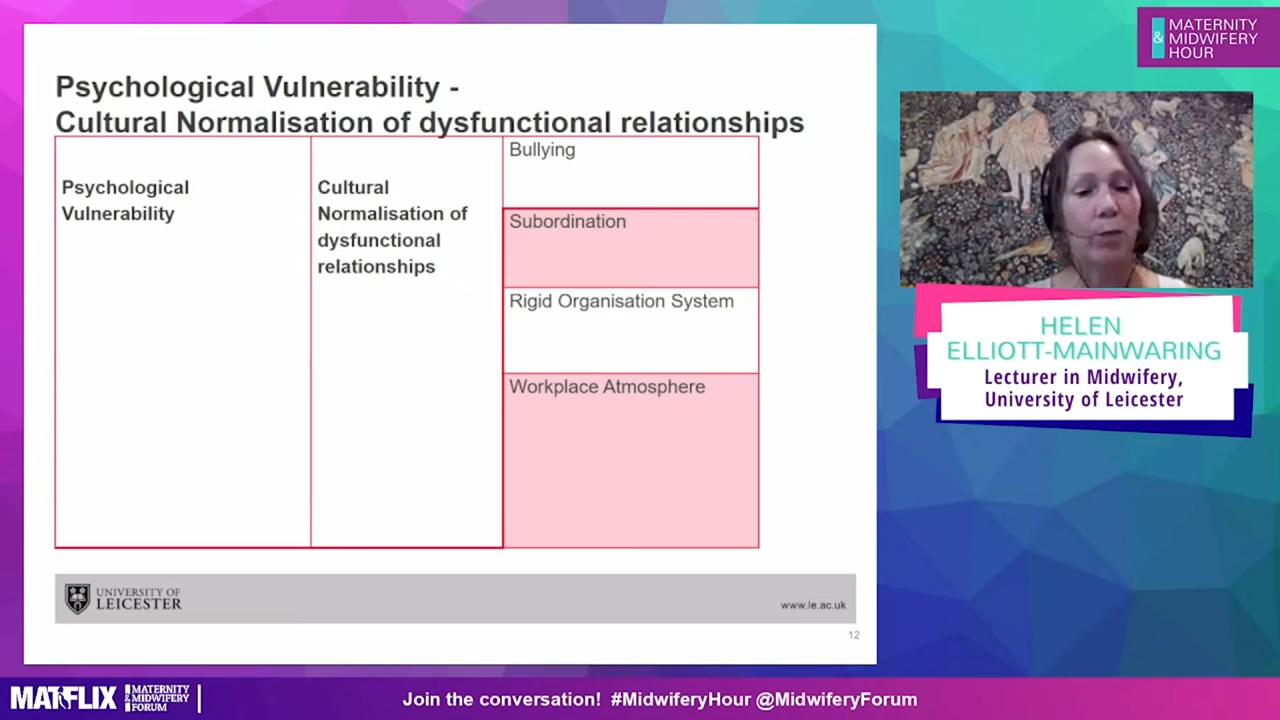 Psychological Vulnerability -
Cultural Normalisation of dysfunctional relationships
Psychological
Vulnerability
Cultural
Normalisation of
dysfunctional
relationships
Bullying
Subordination
Rigid Organisation System
Workplace Atmosphere
UNIVERSITY OF
LEICESTER
www.le.ac.uk
12
MATERNITY
& MIDWIFERY
HOUR
HELEN
ELLIOTT-MAINWARING
Lecturer in Midwifery,
University of Leicester
MATFLIX
MATERNITY
& MIDWIFERY
FORUM
Join the conversation! #MidwiferyHour @MidwiferyForum